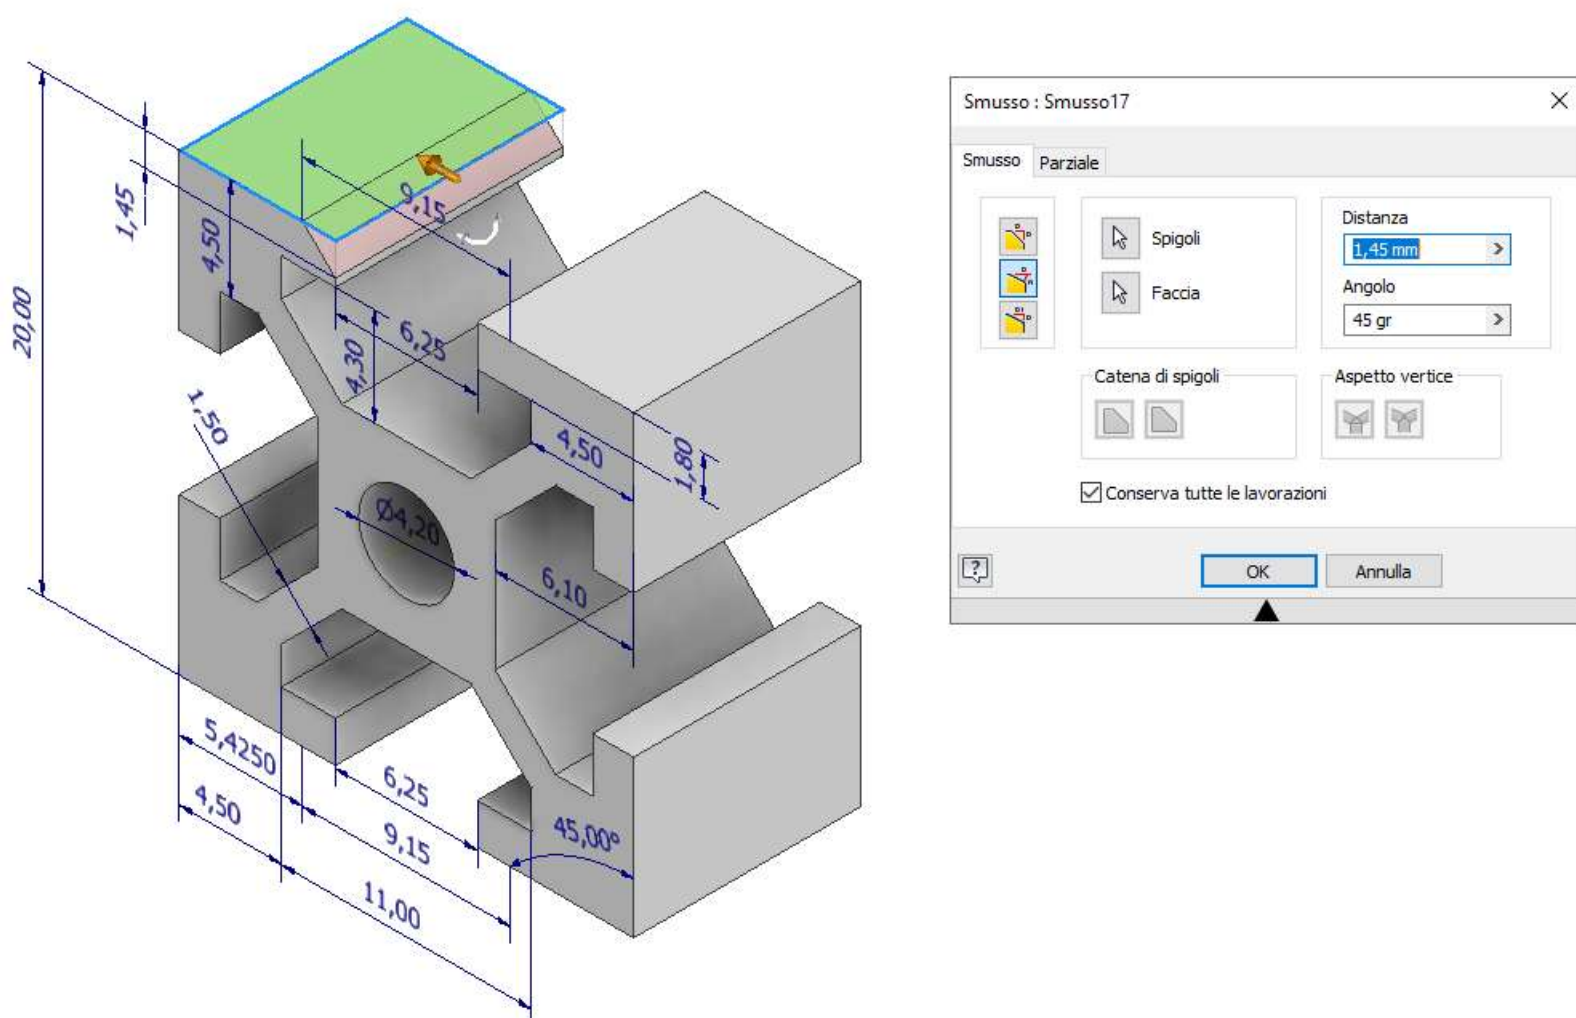 20,00
1,45
4,50
9,15
6,25
4,30
1,50
4,50
1,80
Ø4,20
6,10
5,4250
4,50
6,25
9,15
45,00°
11,00
Smusso : Smusso17
Smusso Parziale
Spigoli
Faccia
Distanza
1,45 mm
Angolo
45 gr
Catena di spigoli
Aspetto vertice
Conserva tutte le lavorazioni
?
OK Annulla